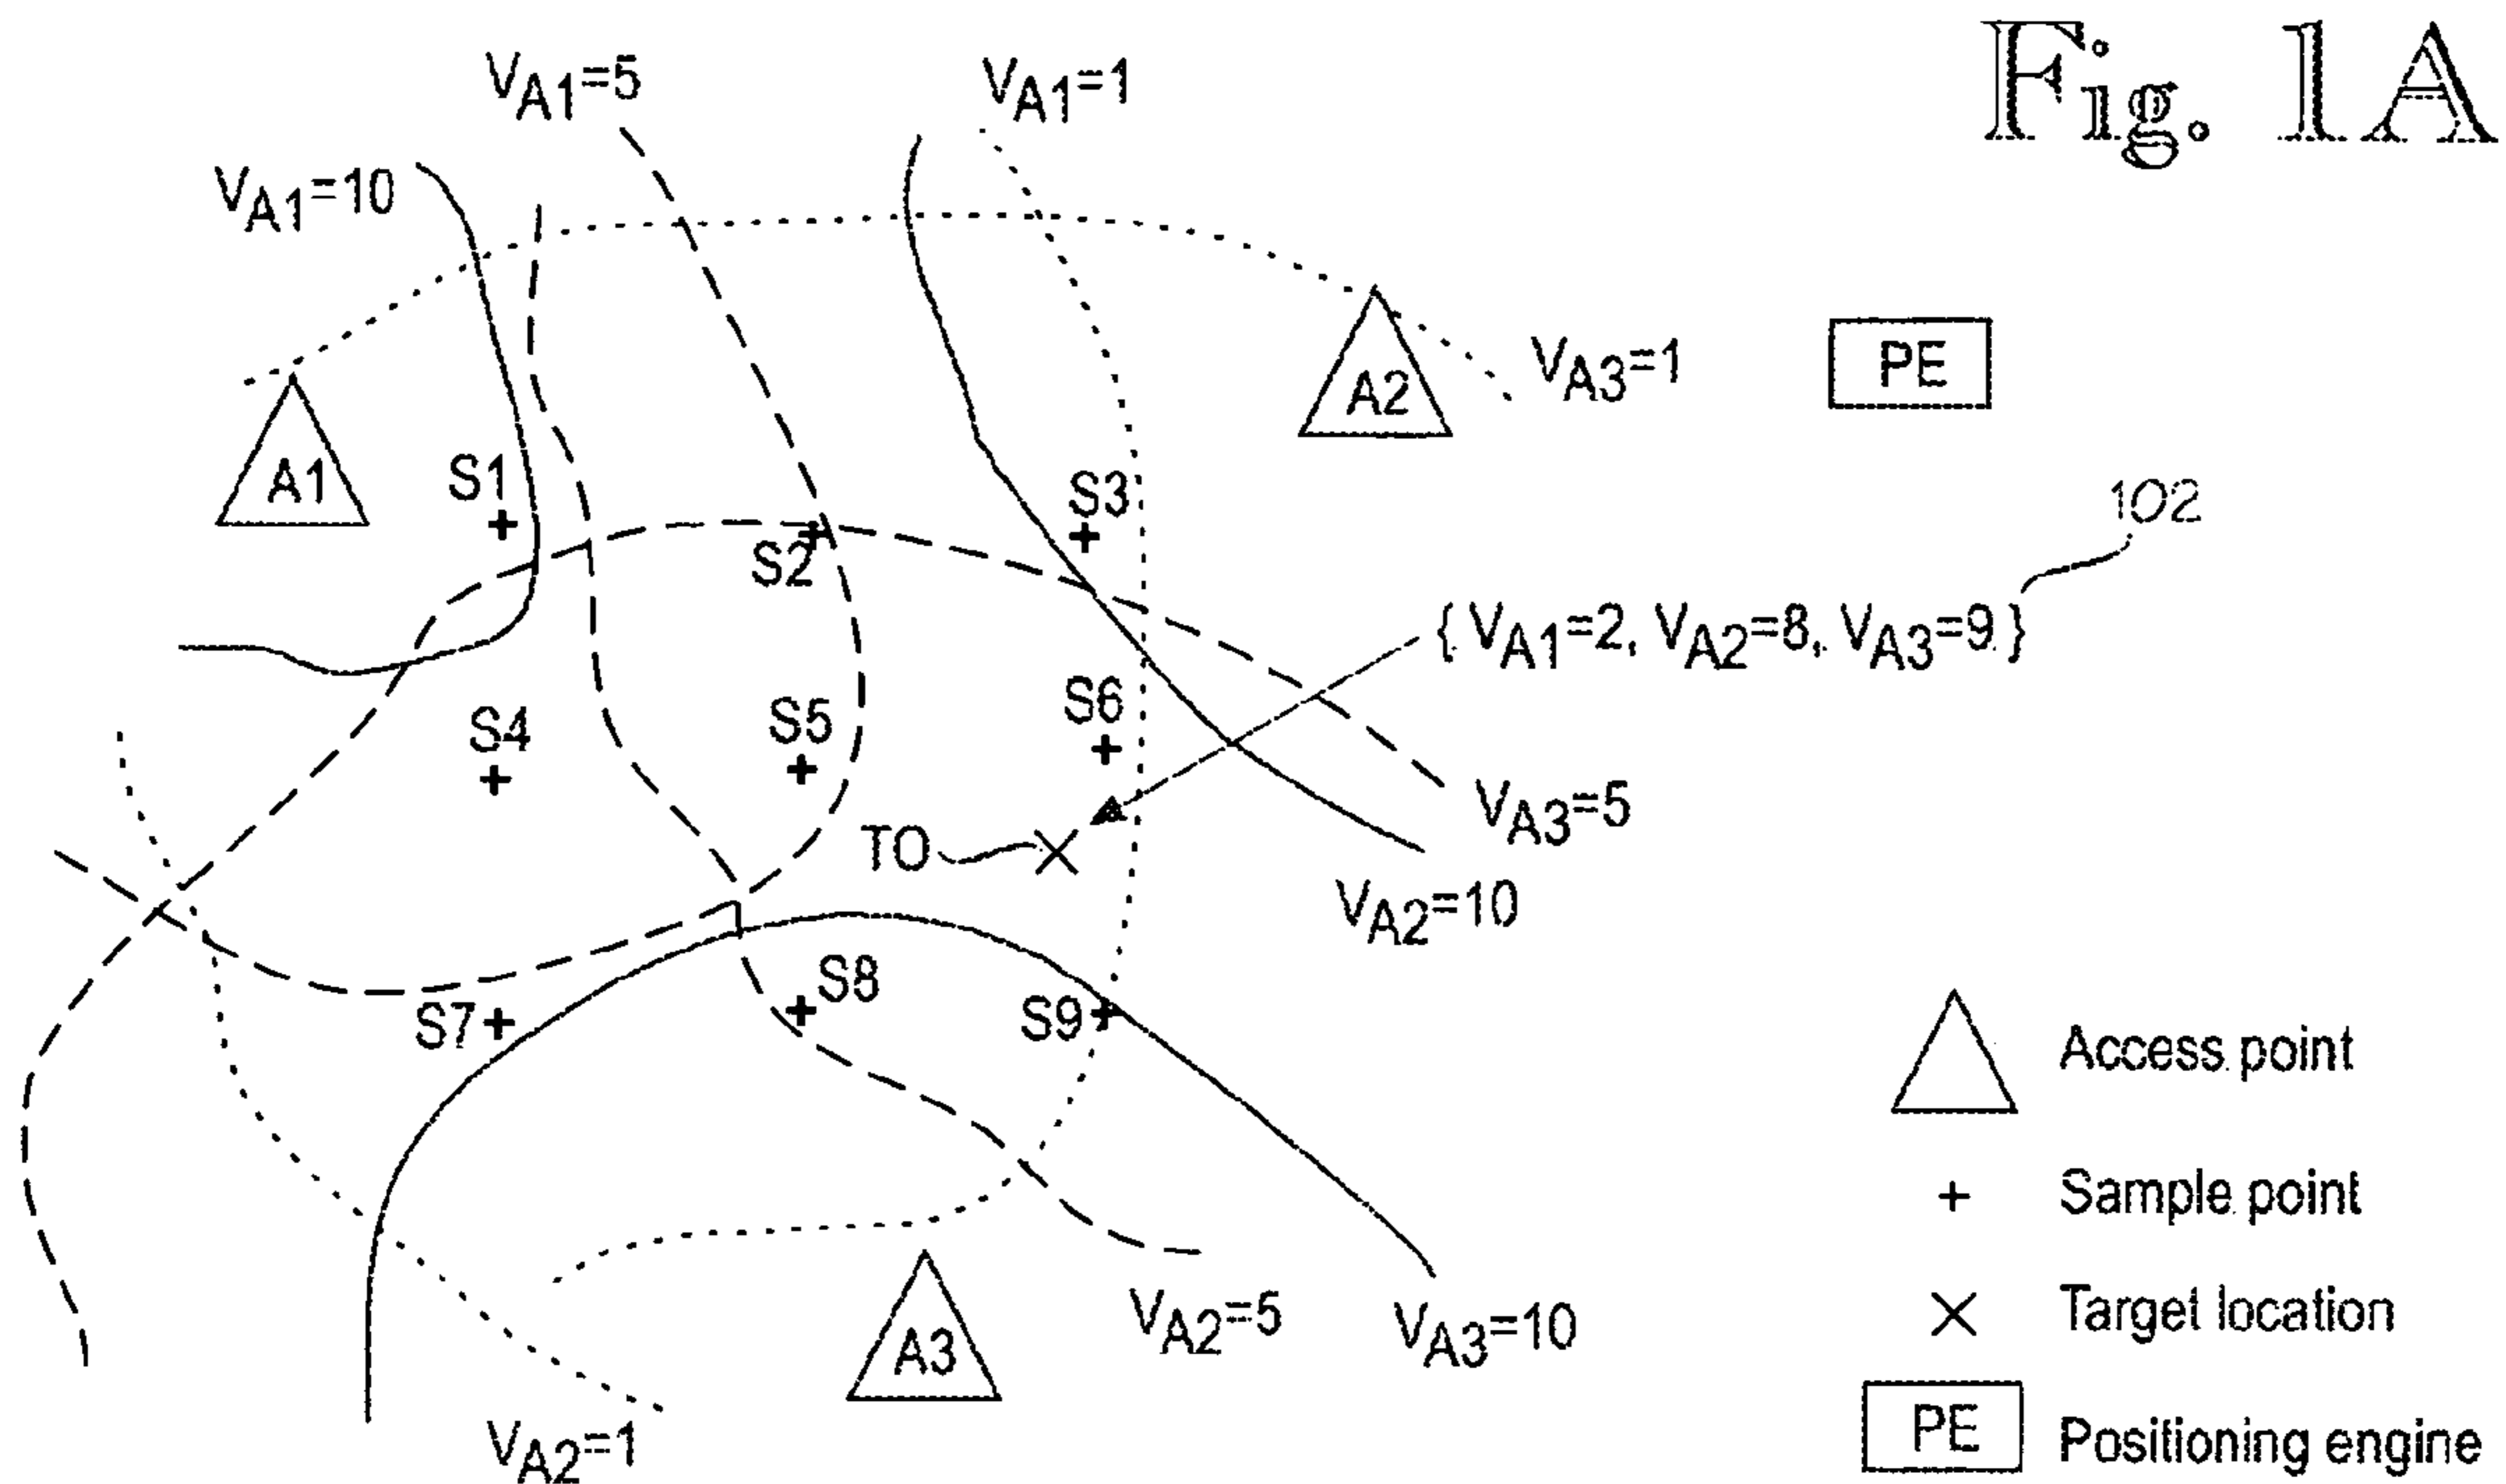 Fig. 1A
VA1=5
VA1=1
VA1=10
A2
VA3=1
PE
A1
S1
S3
102
S2
{ VA1=2, VA2=8, VA3=9 }
S6
S4
S5
VA3=5
TO
VA2=10
S8
S7
S9
Access point
Sample point
VA2=5
VA3=10
A3
Target location
VA2=1
PE
Positioning engine